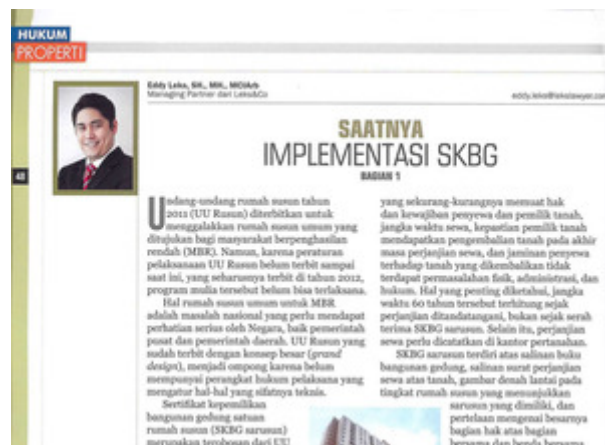 HUKUM
PROPERTI
Eddy Leks, SH., MH., MCIArb
Managing Partner dari Leks&Co
eddy.leks@lekslawyer.com
SAATNYA
IMPLEMENTASI SKBG
BAGIAN 1
48
Undang-undang rumah susun tahun
2011 (UU Rusun) diterbitkan untuk
menggalakkan rumah susun umum yang
ditujukan bagi masyarakat berpenghasilan
rendah (MBR). Namun, karena peraturan
pelaksanaan UU Rusun belum terbit sampai
saat ini, yang seharusnya terbit di tahun 2012,
program mulia tersebut belum bisa terlaksana.
Hal rumah susun umum untuk MBR
adalah masalah nasional yang perlu mendapat
perhatian serius oleh Negara, baik pemerintah
pusat dan pemerintah daerah. UU Rusun yang
sudah terbit dengan konsep besar (grand
design), menjadi ompong karena belum
mempunyai perangkat hukum pelaksana yang
mengatur hal-hal yang sifatnya teknis.
Sertifikat kepemilikan
bangunan gedung satuan
rumah susun (SKBG sarusun)
merupakan terobosan dari UU
yang sekurang-kurangnya memuat hak
dan kewajiban penyewa dan pemilik tanah,
jangka waktu sewa, kepastian pemilik tanah
mendapatkan pengembalian tanah pada akhir
masa perjanjian sewa, dan jaminan penyewa
terhadap tanah yang dikembalikan tidak
terdapat permasalahan fisik, administrasi, dan
hukum. Hal yang penting diketahui, jangka
waktu 60 tahun tersebut terhitung sejak
perjanjian ditandatangani, bukan sejak serah
terima SKBG sarusun. Selain itu, perjanjian
sewa perlu dicatatkan di kantor pertanahan.
SKBG sarusun terdiri atas salinan buku
bangunan gedung, salinan surat perjanjian
sewa atas tanah, gambar denah lantai pada
tingkat rumah susun yang menunjukkan
sarusun yang dimiliki, dan
pertelaan mengenai besarnya
bagian hak atas bagian
bersama dan benda bersama